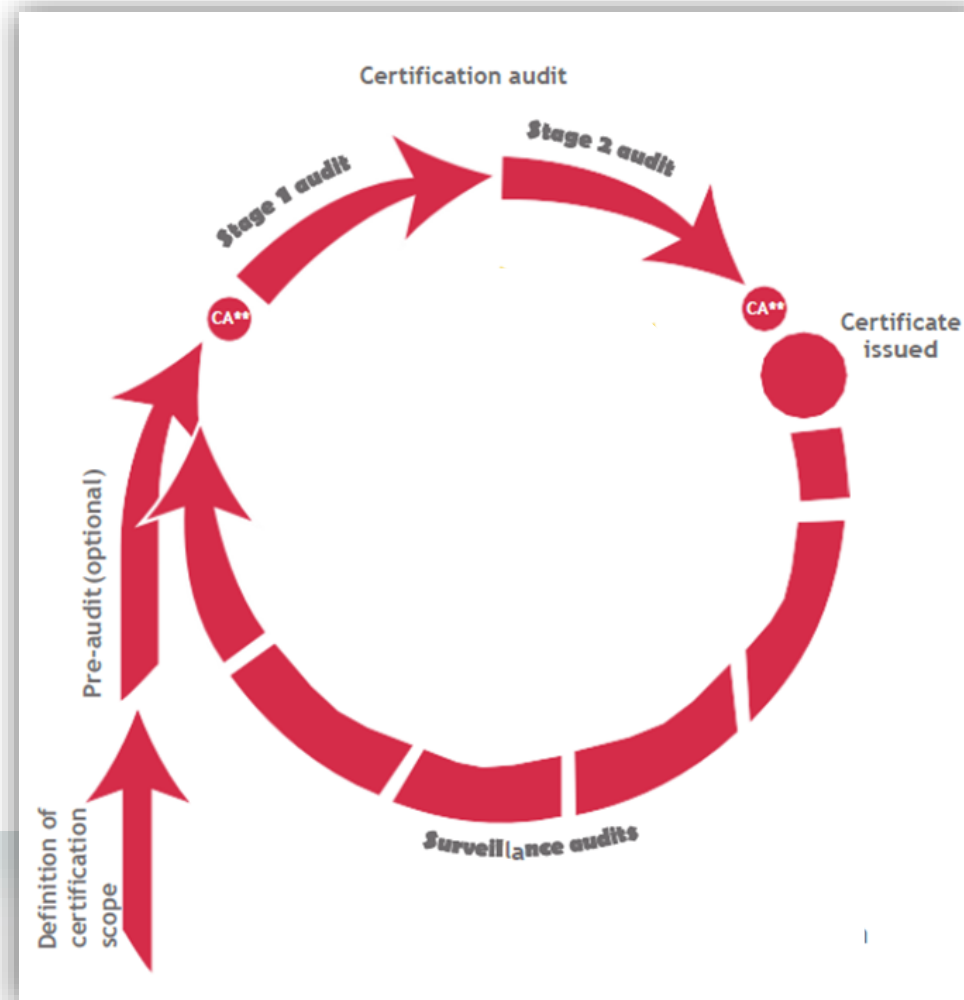 Certification audit
Stage 1 audit
Stage 2 audit
CA**
CA**
Certificate
issued
Pre-audit (optional)
Definition of
certification
scope
Surveillance audits